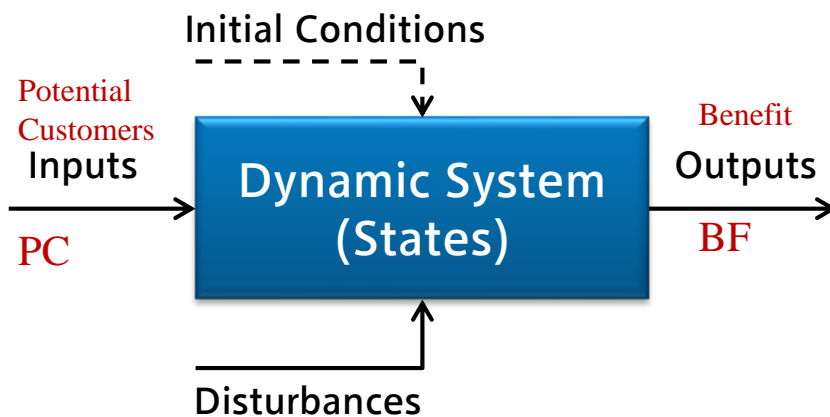 Initial Conditions
Potential
Customers
Inputs
PC
Dynamic System
(States)
Benefit
Outputs
BF
Disturbances